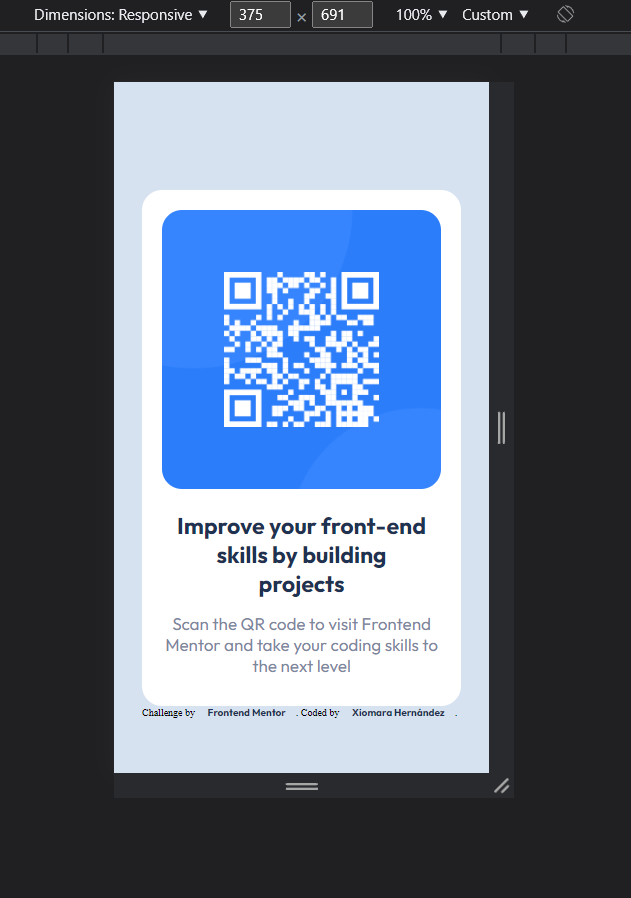 Dimensions: Responsive ▼ 375 × 691 100% ▼ Custom ▼
Improve your front-end
skills by building
projects
Scan the QR code to visit Frontend
Mentor and take your coding skills to
the next level
Challenge by Frontend Mentor . Coded by Xiomara Hernández .